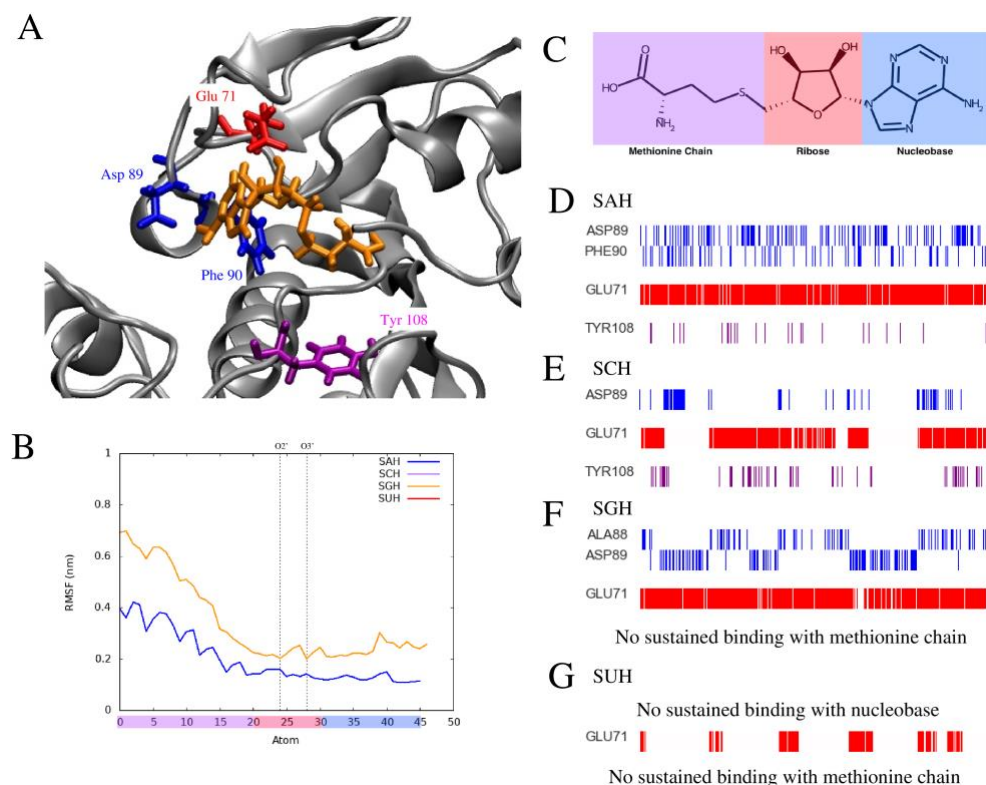 A
Glu 71
Asp 89
Phe 90
Tyr 108
B
O2'
O3'
1
0.8
0.6
0.4
0.2
0
RMSF (nm)
SAH
SCH
SGH
SUH
0 5 10 15 20 25 30 35 40 45 50
Atom
C
O
HO
NH₂
S
HO
OH
O
N
N
N
N
NH₂
Methionine Chain
Ribose
Nucleobase
D SAH
ASP89
PHE90
GLU71
TYR108
E SCH
ASP89
GLU71
TYR108
F SGH
ALA88
ASP89
GLU71
No sustained binding with methionine chain
G SUH
No sustained binding with nucleobase
GLU71
No sustained binding with methionine chain